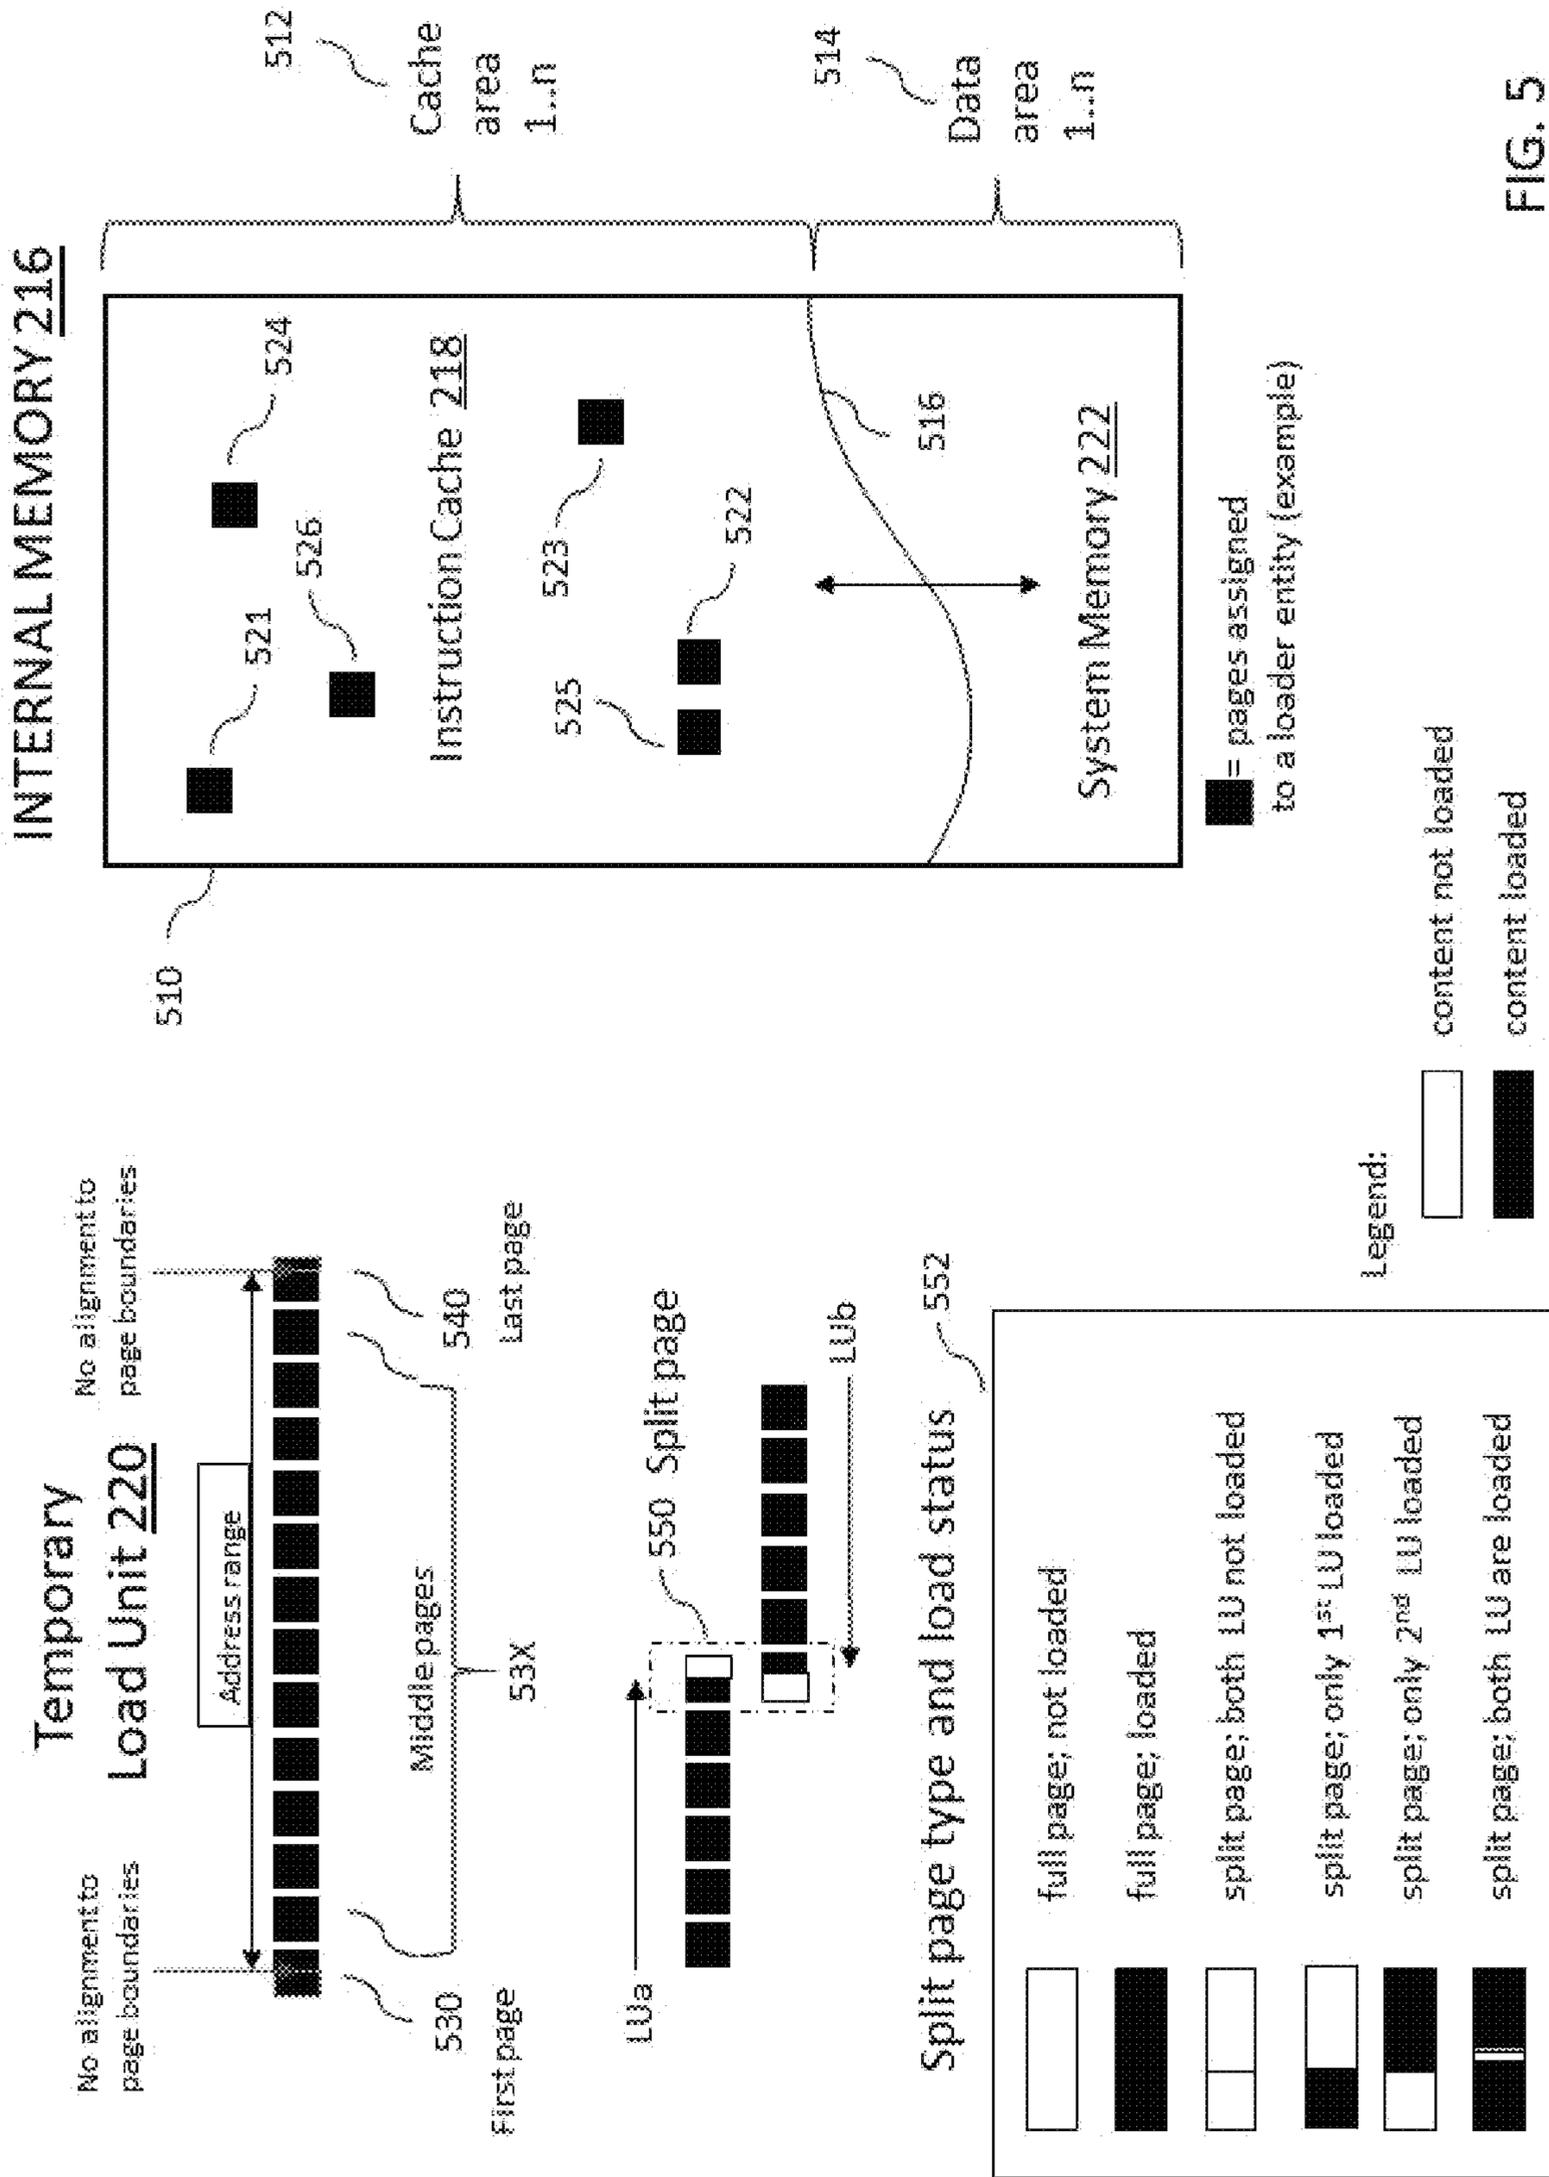 Temporary
Load Unit 220
No alignment to
page boundaries
No alignment to
page boundaries
Address range
530
First page
Middle pages
53X
540
Last page
LUa
550 Split page
LUb
Split page type and load status
552
full page; not loaded
full page; loaded
split page; both LU not loaded
split page; only 1st LU loaded
split page; only 2nd LU loaded
split page; both LU are loaded
Legend:
content not loaded
content loaded
INTERNAL MEMORY 216
510
521
524
526
Instruction Cache 218
523
525
522
516
System Memory 222
= pages assigned
to a loader entity (example)
512
Cache
area
1..n
514
Data
area
1..n
FIG. 5